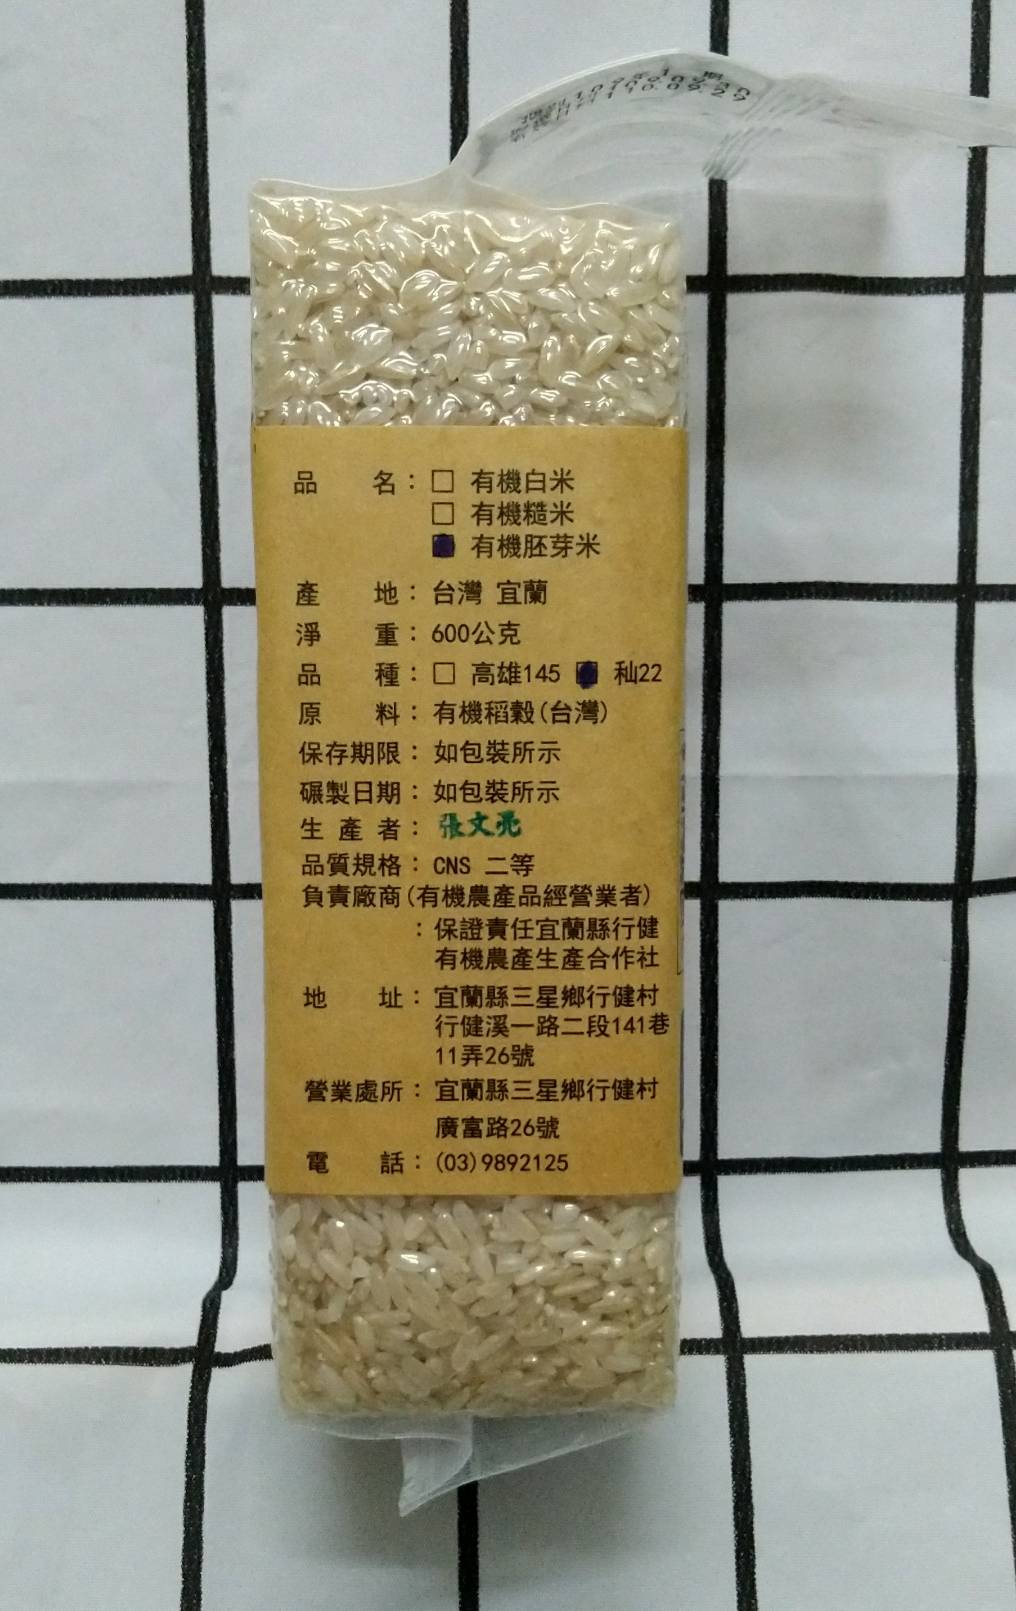 品 名：□ 有機白米
□ 有機糙米
■ 有機胚芽米
產 地：台灣 宜蘭
淨 重：600公克
品 種：□ 高雄145 ■ 秈22
原 料：有機稻穀(台灣)
保存期限：如包裝所示
碾製日期：如包裝所示
生 產 者：張文亮
品質規格：CNS 二等
負責廠商(有機農產品經營業者)
：保證責任宜蘭縣行健
有機農產生產合作社
地 址：宜蘭縣三星鄉行健村
行健溪一路二段141巷
11弄26號
營業處所：宜蘭縣三星鄉行健村
廣富路26號
電 話：(03)9892125